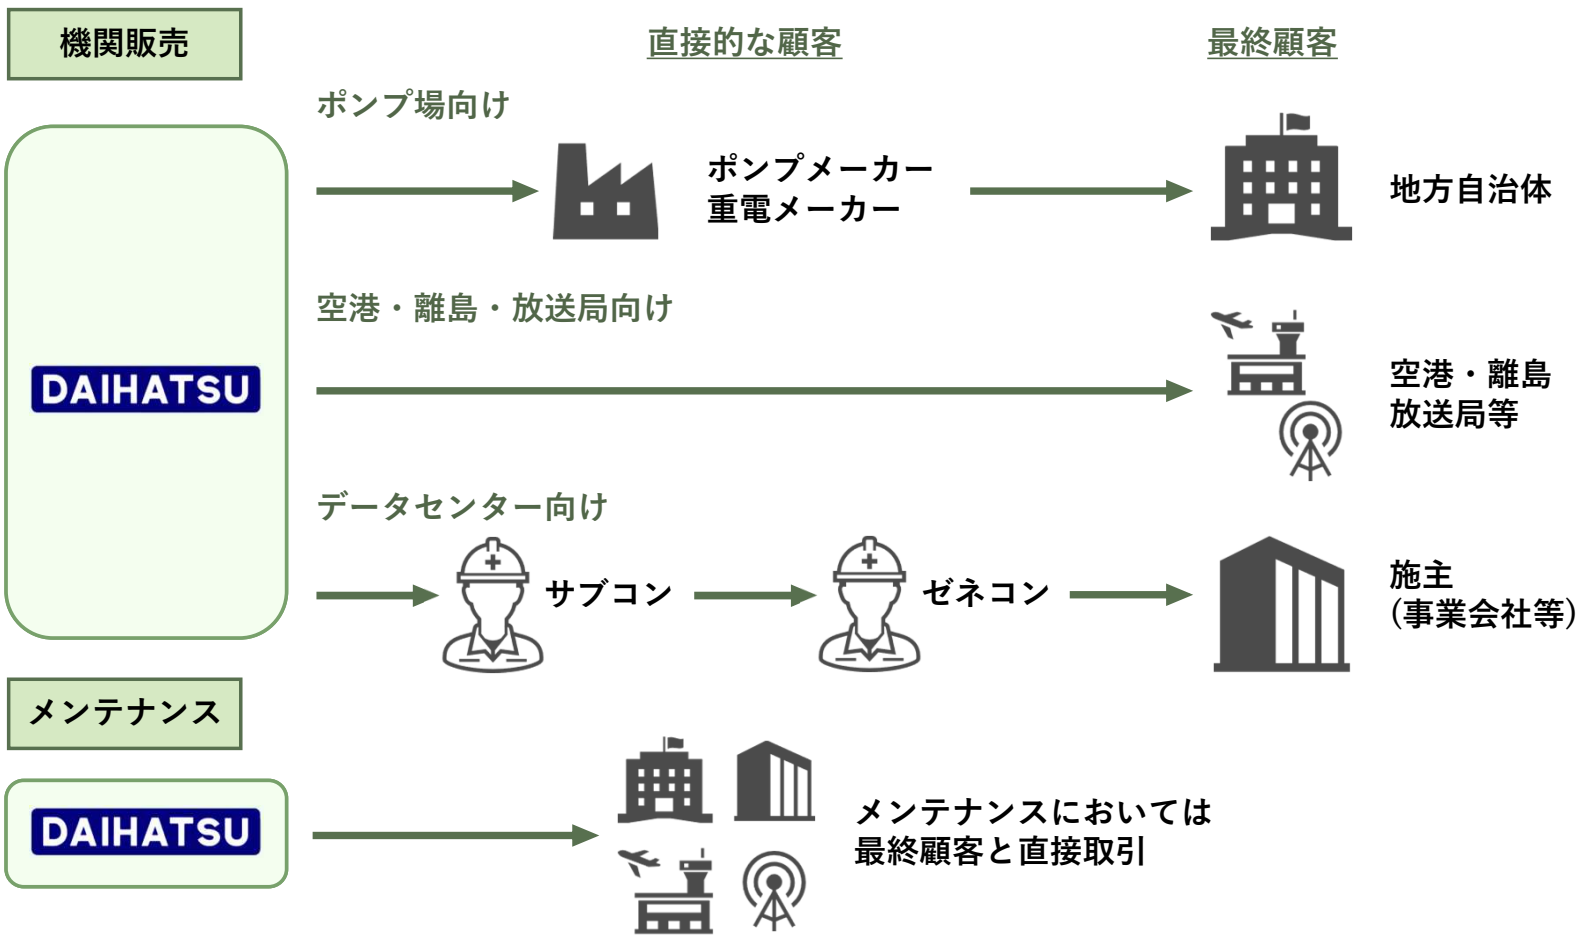 機関販売
直接的な顧客
最終顧客
ポンプ場向け
ポンプメーカー
重電メーカー
地方自治体
空港・離島・放送局向け
DAIHATSU
空港・離島
放送局等
データセンター向け
サブコン
ゼネコン
施主
(事業会社等)
メンテナンス
DAIHATSU
メンテナンスにおいては
最終顧客と直接取引